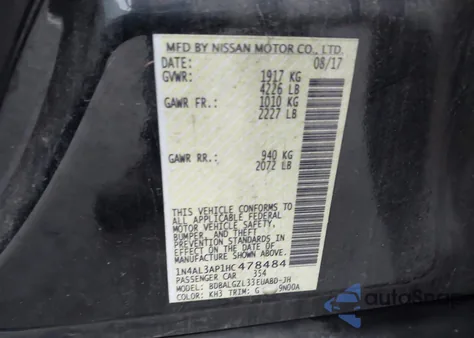 MFD BY NISSAN MOTOR CO., LTD.
DATE: 08/17
GVWR: 1917 KG
4226 LB
GAWR FR.: 1010 KG
2227 LB
GAWR RR.: 940 KG
2072 LB
THIS VEHICLE CONFORMS TO
ALL APPLICABLE FEDERAL
MOTOR VEHICLE SAFETY,
BUMPER, AND THEFT
PREVENTION STANDARDS
IN EFFECT ON THE DATE OF
MANUFACTURE SHOWN ABOVE.
1N4AL3AP1HC478484
PASSENGER CAR 354
MODEL: BDBALGZL33EUABD-JH
COLOR: KH3 TRIM: G 9N00A